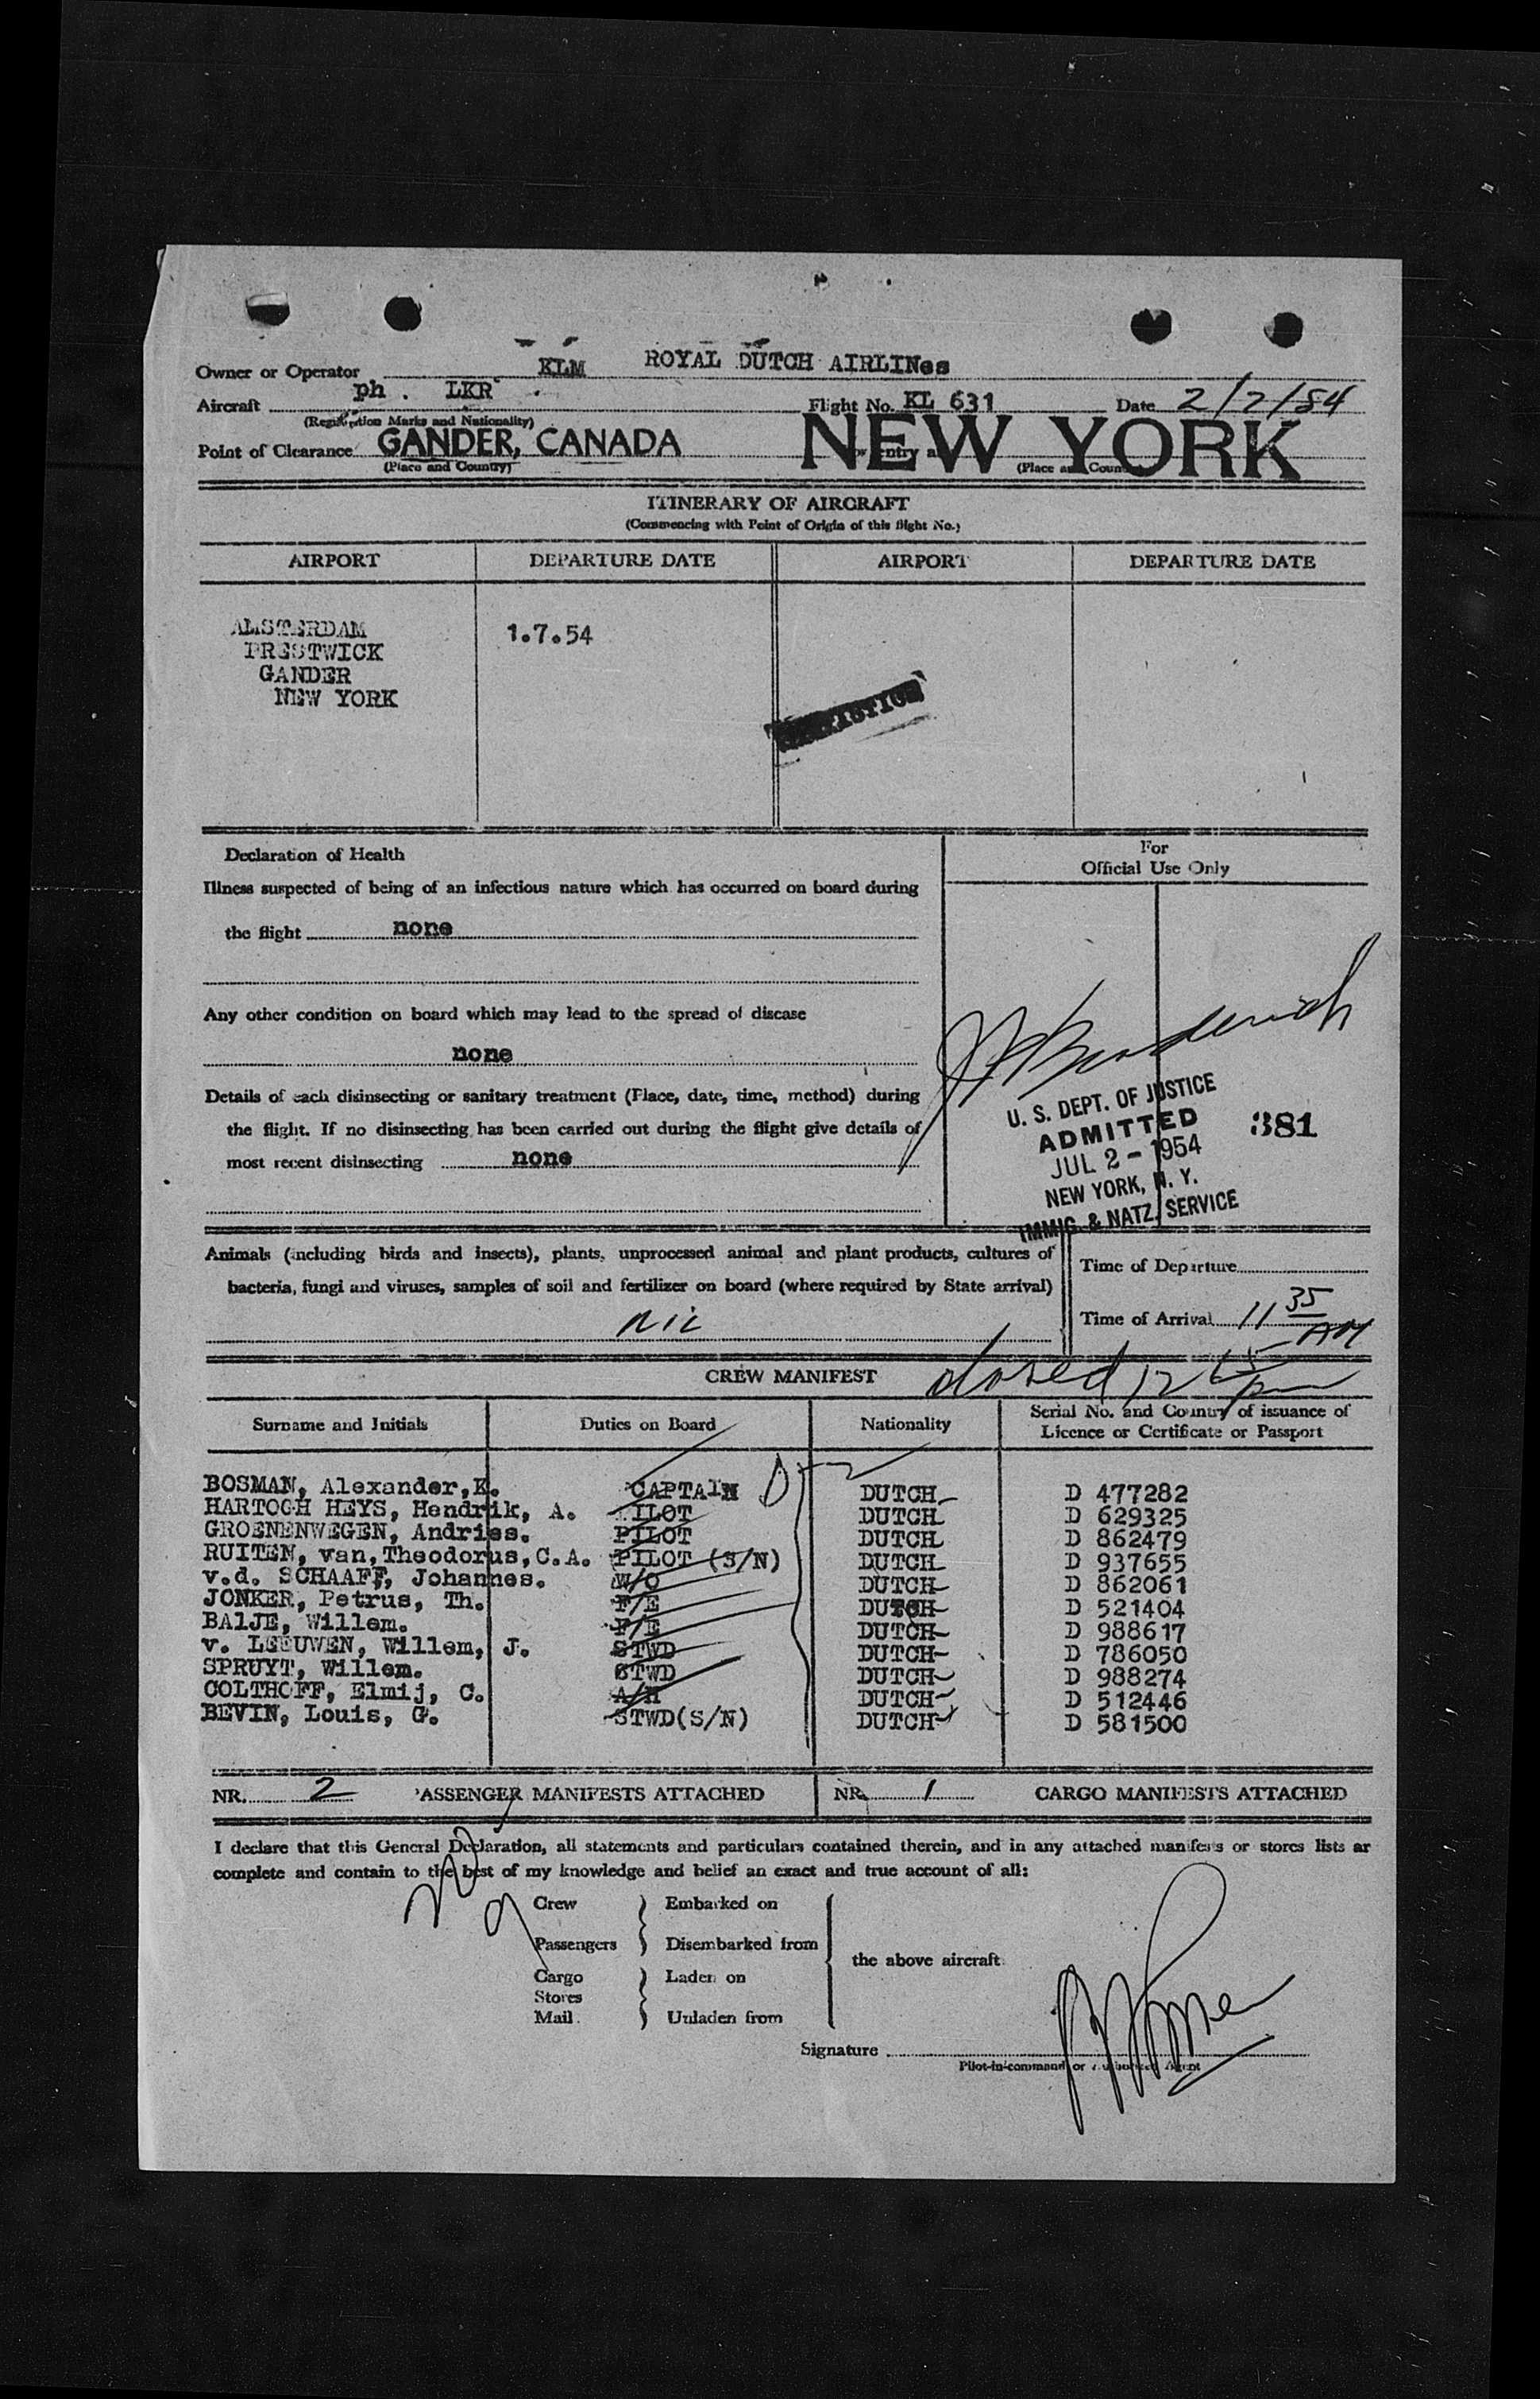 Owner or Operator KLM ROYAL DUTCH AIRLINes
Aircraft ph . LKR . Flight No. KL 631 Date 2/7/54
(Registration Marks and Nationality)
Point of Clearance GANDER, CANADA NEW YORK
(Place and Country) (Place and Country)
ITINERARY OF AIRCRAFT
(Commencing with Point of Origin of this flight No.)
AIRPORT DEPARTURE DATE AIRPORT DEPARTURE DATE
AMSTERDAM 1.7.54
PRESTWICK
GANDER
NEW YORK
Declaration of Health
For
Official Use Only
Illness suspected of being of an infectious nature which has occurred on board during
the flight none
Any other condition on board which may lead to the spread of disease
none
Details of each disinsecting or sanitary treatment (Place, date, time, method) during
the flight. If no disinsecting has been carried out during the flight give details of
most recent disinsecting none
U. S. DEPT. OF JUSTICE
ADMITTED 381
JUL 2 - 1954
NEW YORK, N. Y.
IMMIG. & NATZ. SERVICE
Animals (including birds and insects), plants, unprocessed animal and plant products, cultures of
bacteria, fungi and viruses, samples of soil and fertilizer on board (where required by State arrival)
Time of Departure
Time of Arrival 11 35 AM
CREW MANIFEST closed 12
Surname and Initials Duties on Board Nationality Serial No. and Country of issuance of
Licence or Certificate or Passport
BOSMAN, Alexander,K. CAPTAIN DUTCH D 477282
HARTOGH HEYS, Hendrik, A. PILOT DUTCH D 629325
GROENENWEGEN, Andries. PILOT DUTCH D 862479
RUITEN, van,Theodorus,C.A. PILOT (S/N) DUTCH D 937655
v.d. SCHAAFF, Johannes. W/O DUTCH D 862061
JONKER, Petrus, Th. F/E DUTCH D 521404
BALJE, Willem. F/E DUTCH D 988617
v. LEEUWEN, Willem, J. STWD DUTCH D 786050
SPRUYT, Willem. STWD DUTCH D 988274
COLTHOFF, Elmij, C. A/H DUTCH D 512446
BEVIN, Louis, G. STWD(S/N) DUTCH D 581500
NR. 2 PASSENGER MANIFESTS ATTACHED NR. 1 CARGO MANIFESTS ATTACHED
I declare that this General Declaration, all statements and particulars contained therein, and in any attached manifests or stores lists ar
complete and contain to the best of my knowledge and belief an exact and true account of all:
Crew Embarked on
Passengers Disembarked from
the above aircraft.
Cargo Laden on
Stores
Mail. Unladen from
Signature
Pilot-in-command or Authorized Agent